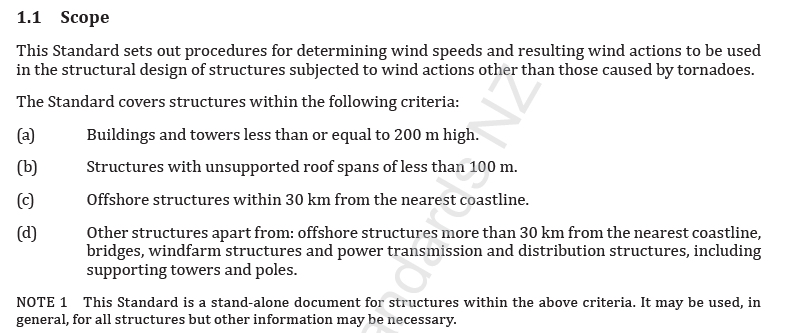 1.1 Scope
This Standard sets out procedures for determining wind speeds and resulting wind actions to be used
in the structural design of structures subjected to wind actions other than those caused by tornadoes.
The Standard covers structures within the following criteria:
(a) Buildings and towers less than or equal to 200 m high.
(b) Structures with unsupported roof spans of less than 100 m.
(c) Offshore structures within 30 km from the nearest coastline.
(d) Other structures apart from: offshore structures more than 30 km from the nearest coastline,
bridges, windfarm structures and power transmission and distribution structures, including
supporting towers and poles.
NOTE 1 This Standard is a stand-alone document for structures within the above criteria. It may be used, in
general, for all structures but other information may be necessary.
andards NZ